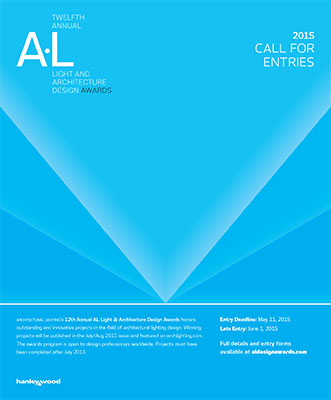 TWELFTH
ANNUAL
A·L
LIGHT AND
ARCHITECTURE
DESIGN AWARDS
2015
CALL FOR
ENTRIES
ARCHITECTURAL LIGHTING's 12th Annual AL Light & Architecture Design Awards honors
outstanding and innovative projects in the field of architectural lighting design. Winning
projects will be published in the July/Aug 2015 issue and featured on archlighting.com.
The awards program is open to design professionals worldwide. Projects must have
been completed after July 2013.
Entry Deadline: May 11, 2015
Late Entry: June 1, 2015
Full details and entry forms
available at aldesignawards.com
hanleywood